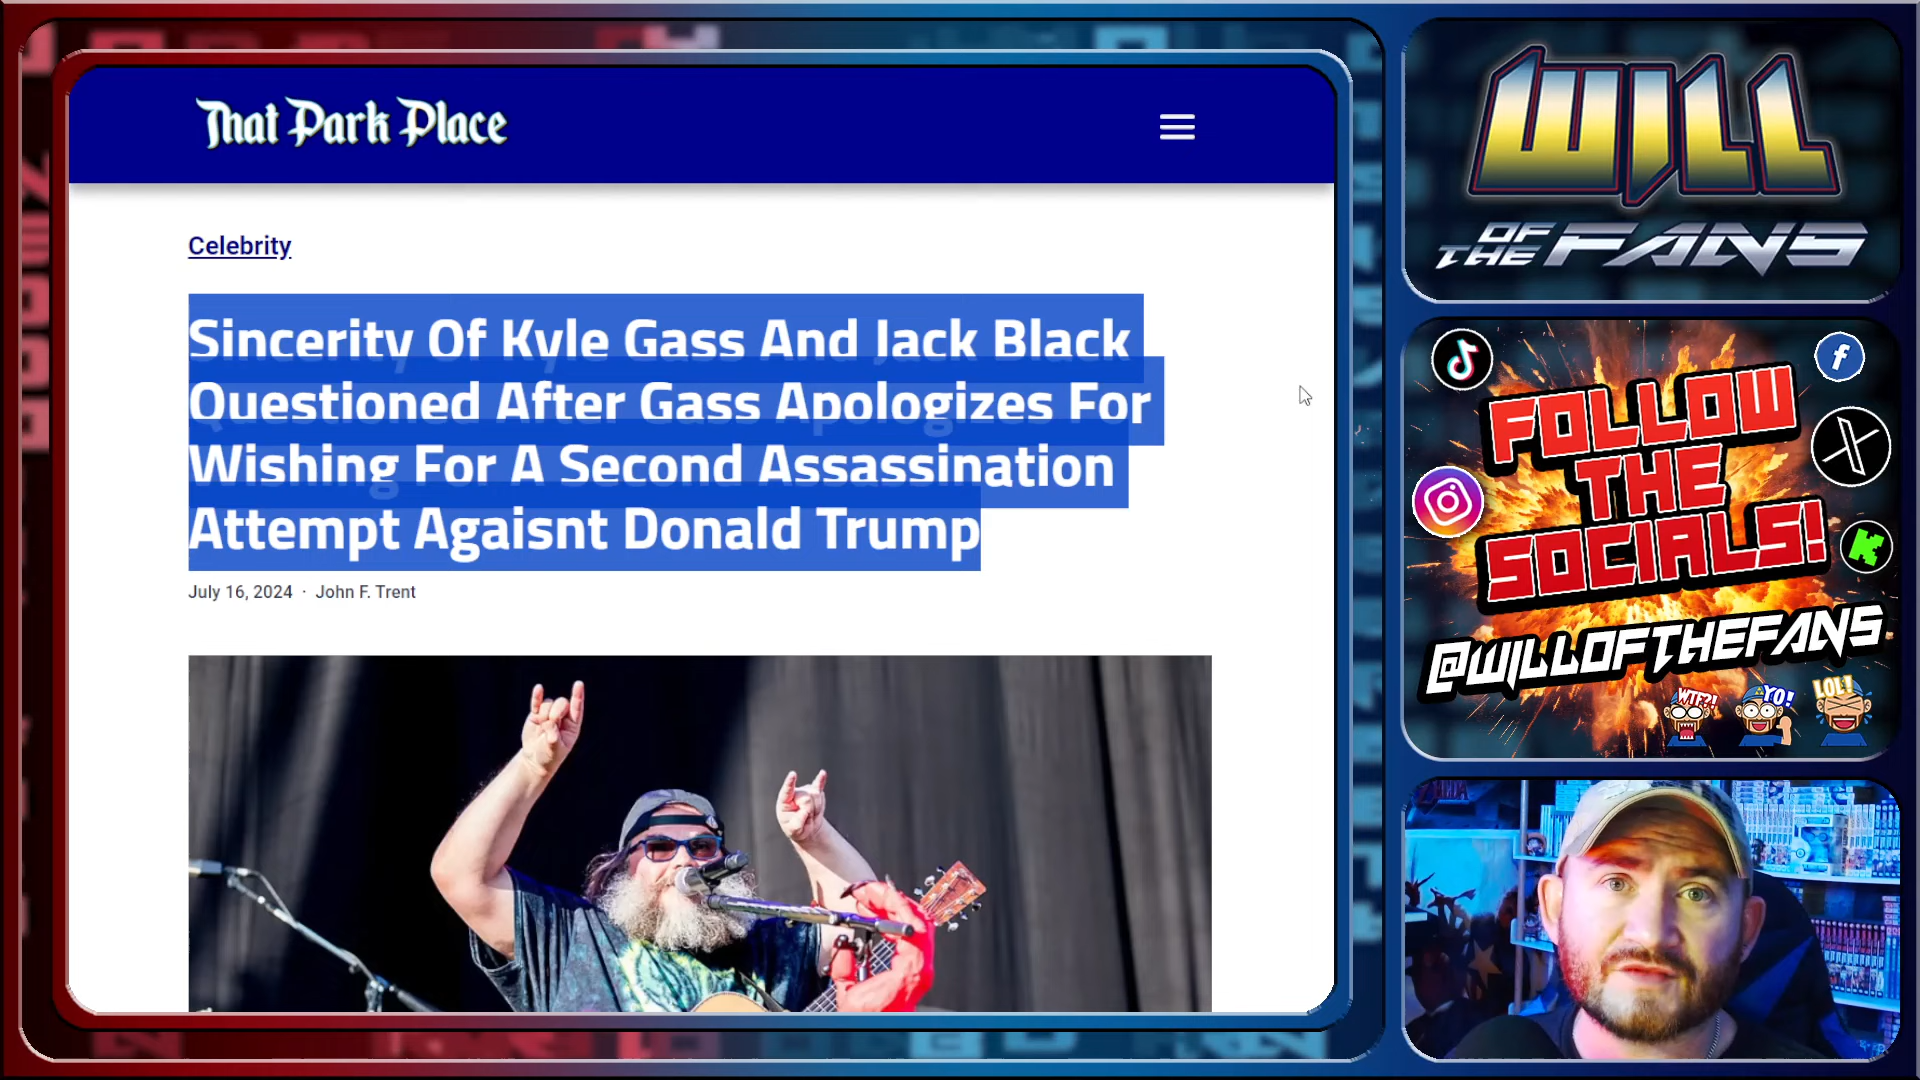 That Park Place
Celebrity
Sincerity Of Kyle Gass And Jack Black
Questioned After Gass Apologizes For
Wishing For A Second Assassination
Attempt Agaisnt Donald Trump
July 16, 2024 · John F. Trent
WILL
OF
THE FANS
FOLLOW
THE
SOCIALS!
@WILLOFTHEFANS
WTF?!
YO!
LOL!